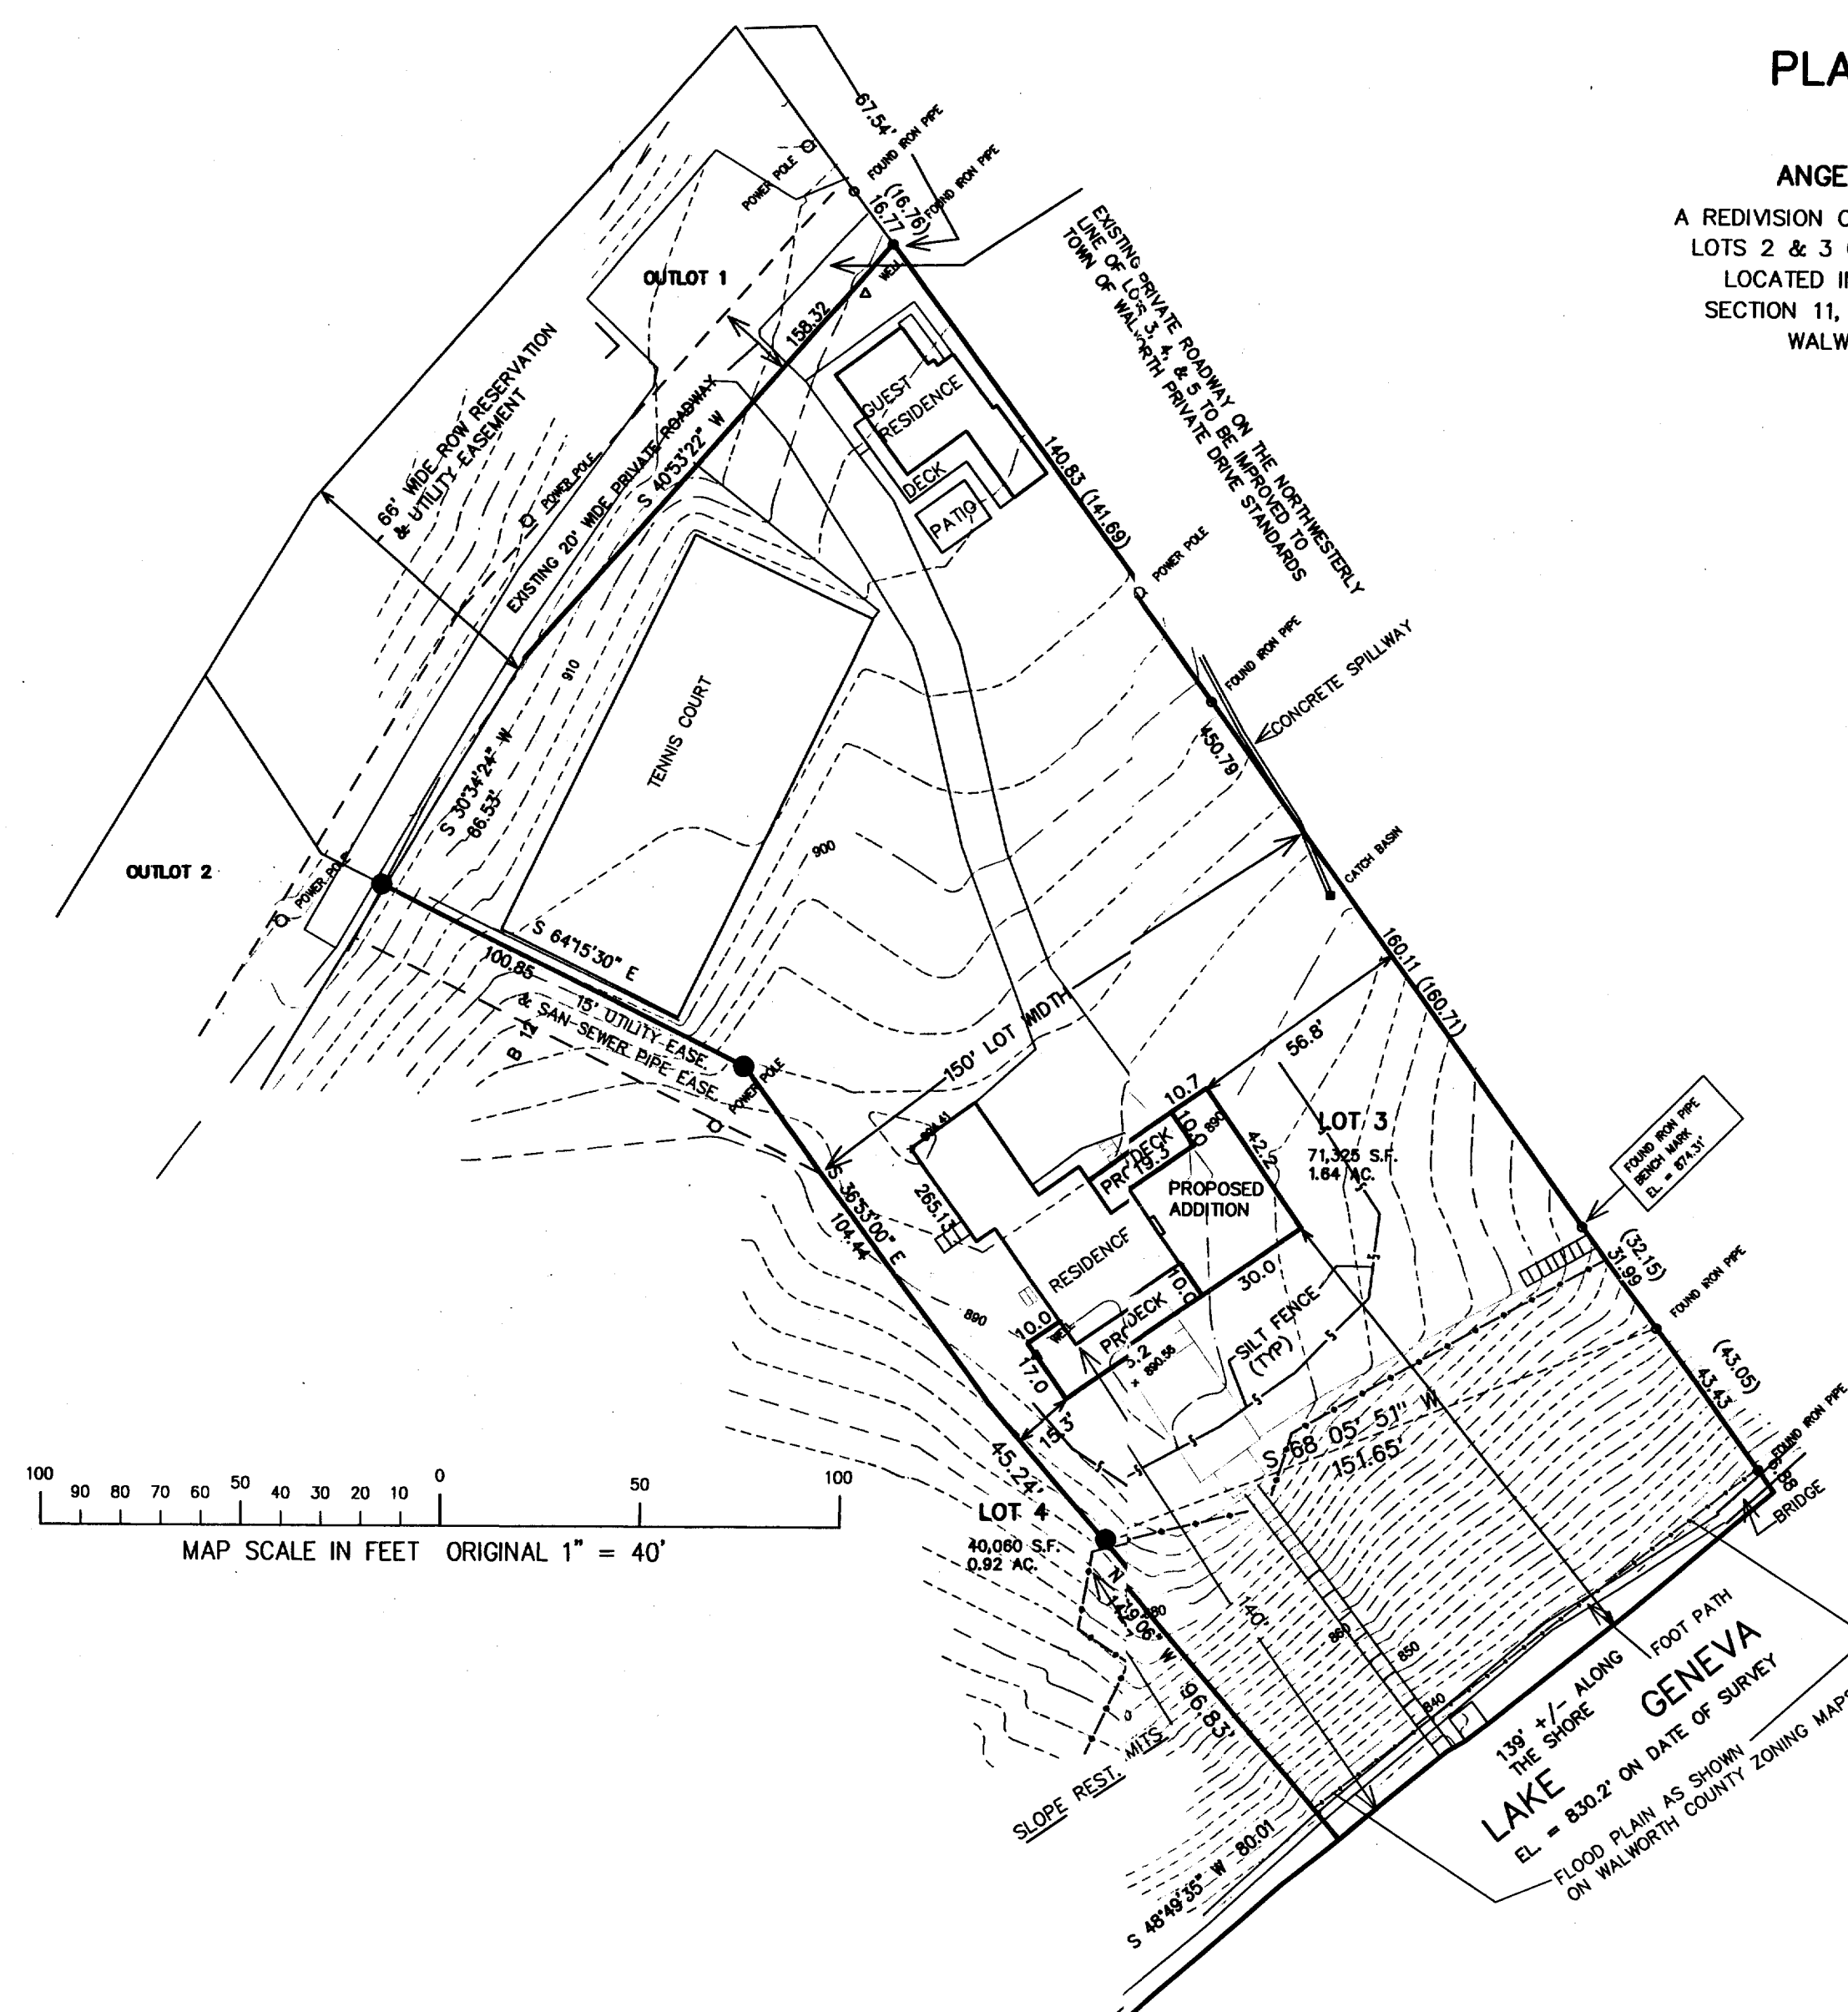 PLA
ANGE
A REDIVISION O
LOTS 2 & 3
LOCATED I
SECTION 11,
WALW
67.54'
FOUND IRON PIPE
FOUND IRON PIPE
(16.76)
16.77
POWER POLE
WELL
OUTLOT 1
158.32
EXISTING PRIVATE ROADWAY ON THE NORTHWESTERLY
LINE OF LOTS 3, 4, & 5 TO BE IMPROVED TO
TOWN OF WALWORTH PRIVATE DRIVE STANDARDS
66' WIDE ROW RESERVATION
& UTILITY EASEMENT
EXISTING 20' WIDE PRIVATE ROADWAY
POWER POLE
S 40°53'22" W
GUEST
RESIDENCE
DECK
PATIO
140.83 (141.69)
POWER POLE
FOUND IRON PIPE
CONCRETE SPILLWAY
450.79
910
TENNIS COURT
S 30°34'24" W
86.53'
900
CATCH BASIN
OUTLOT 2
POWER POLE
S 64°15'30" E
100.85
15' UTILITY EASE.
& SAN SEWER PIPE EASE.
B 12
POWER POLE
150' LOT WIDTH
160.11 (160.71)
56.8'
10.7
890
42.2
LOT 3
71,325 S.F.
1.64 AC.
DECK
19.3
PROPOSED
ADDITION
FOUND IRON PIPE
BENCH MARK
EL. = 874.31'
265.13
S 36°53'00" E
104.44
RESIDENCE
30.0
10.0
DECK
10.0
WELL
17.0
890.56
890
15.3'
SILT FENCE
(TYP)
(32.15)
31.99
FOUND IRON PIPE
(43.05)
43.43
FOUND IRON PIPE
BRIDGE
S 68 05' 51" W
151.65'
45.24'
LOT 4
40,060 S.F.
0.92 AC.
100 90 80 70 60 50 40 30 20 10 0 50 100
MAP SCALE IN FEET ORIGINAL 1" = 40'
96.83'
860
850
840
SLOPE REST.
FOOT PATH
139' +/- ALONG
THE SHORE
LAKE GENEVA
EL. = 830.2' ON DATE OF SURVEY
FLOOD PLAIN AS SHOWN
ON WALWORTH COUNTY ZONING MAPS
S 48°49'35" W 80.01